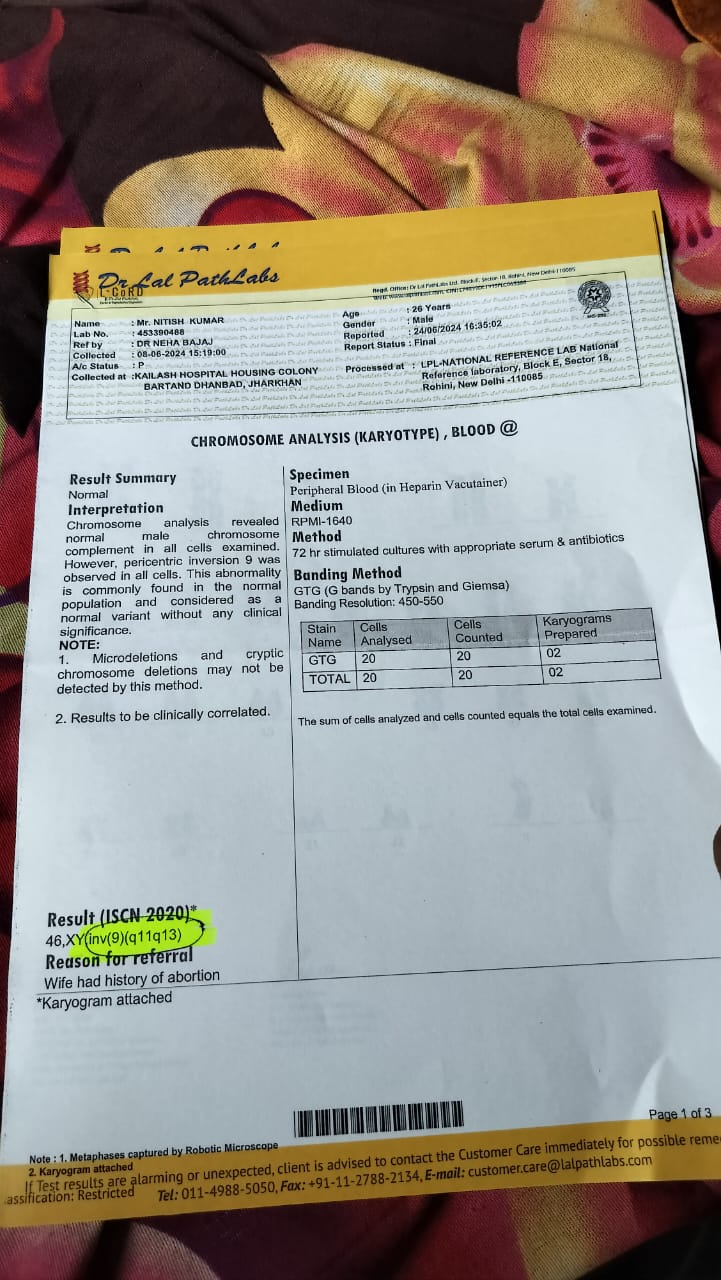 Dr Lal PathLabs
L-CoRD
Regd. Office: Dr Lal PathLabs Ltd. Block-E, Sector-18, Rohini, New Delhi-110085
Name : Mr. NITISH KUMAR
Lab No. : 453390488
Ref by : DR NEHA BAJAJ
Collected : 08-06-2024 15:19:00
A/c Status : P
Collected at :KAILASH HOSPITAL HOUSING COLONY
BARTAND DHANBAD, JHARKHAN
Age : 26 Years
Gender : Male
Reported : 24/06/2024 16:35:02
Report Status : Final
Processed at : LPL-NATIONAL REFERENCE LAB National
Reference laboratory, Block E, Sector 18,
Rohini, New Delhi -110085
CHROMOSOME ANALYSIS (KARYOTYPE) , BLOOD @
Result Summary
Normal
Interpretation
Chromosome analysis revealed
normal male chromosome
complement in all cells examined.
However, pericentric inversion 9 was
observed in all cells. This abnormality
is commonly found in the normal
population and considered as a
normal variant without any clinical
significance.
NOTE:
1. Microdeletions and cryptic
chromosome deletions may not be
detected by this method.
2. Results to be clinically correlated.
Specimen
Peripheral Blood (in Heparin Vacutainer)
Medium
RPMI-1640
Method
72 hr stimulated cultures with appropriate serum & antibiotics
Banding Method
GTG (G bands by Trypsin and Giemsa)
Banding Resolution: 450-550
Stain Name Cells Analysed Cells Counted Karyograms Prepared
GTG 20 20 02
TOTAL 20 20 02
The sum of cells analyzed and cells counted equals the total cells examined.
Result (ISCN 2020)*
46,XY(inv(9)(q11q13)
Reason for referral
Wife had history of abortion
*Karyogram attached
Page 1 of 3
Note : 1. Metaphases captured by Robotic Microscope
2. Karyogram attached
If Test results are alarming or unexpected, client is advised to contact the Customer Care immediately for possible reme
assification: Restricted Tel: 011-4988-5050, Fax: +91-11-2788-2134, E-mail: customer.care@lalpathlabs.com